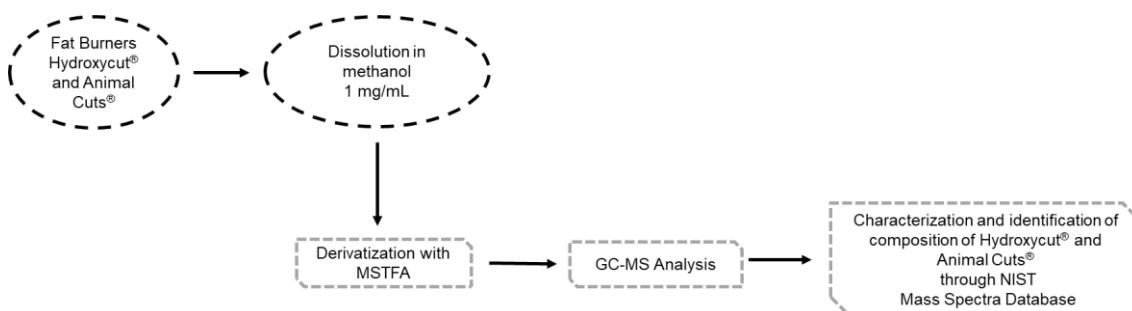 Fat Burners
Hydroxycut®
and Animal
Cuts®
Dissolution in
methanol
1 mg/mL
Derivatization with
MSTFA
GC-MS Analysis
Characterization and identification of
composition of Hydroxycut® and
Animal Cuts®
through NIST
Mass Spectra Database